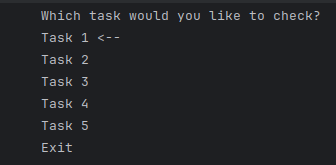 Which task would you like to check?
Task 1 <--
Task 2
Task 3
Task 4
Task 5
Exit